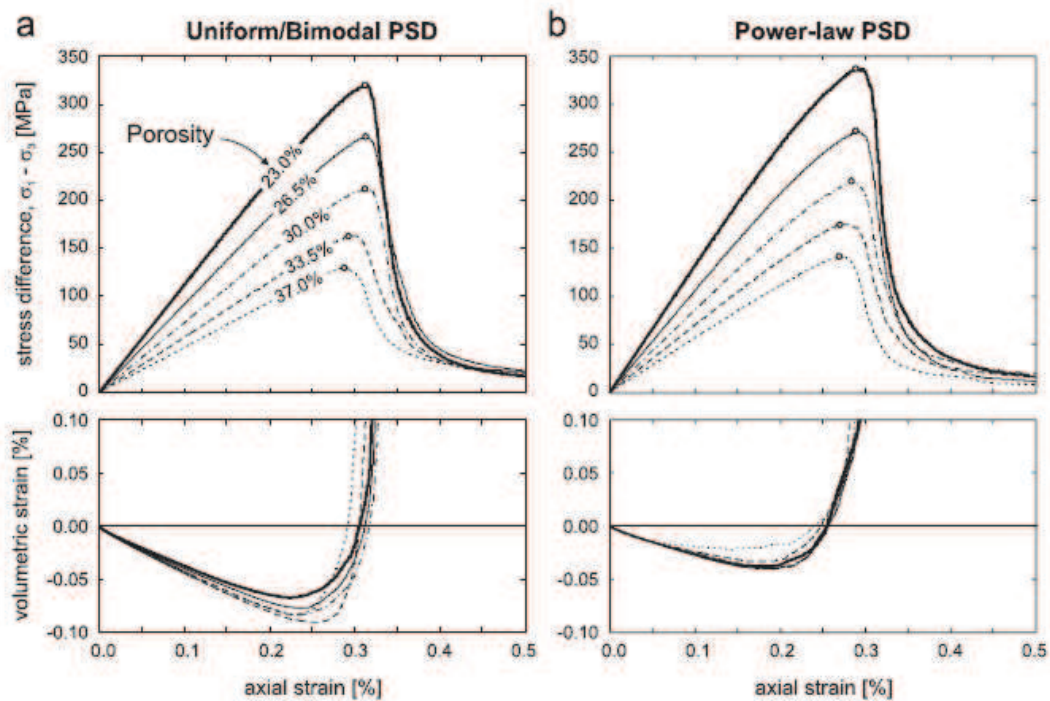 a
Uniform/Bimodal PSD
b
Power-law PSD
stress difference, σ₁ - σ₃ [MPa]
350
300
250
200
150
100
50
0
Porosity
23.0%
26.5%
30.0%
33.5%
37.0%
350
300
250
200
150
100
50
0
volumetric strain [%]
0.10
0.05
0.00
-0.05
-0.10
0.0 0.1 0.2 0.3 0.4 0.5
axial strain [%]
0.10
0.05
0.00
-0.05
-0.10
0.0 0.1 0.2 0.3 0.4 0.5
axial strain [%]